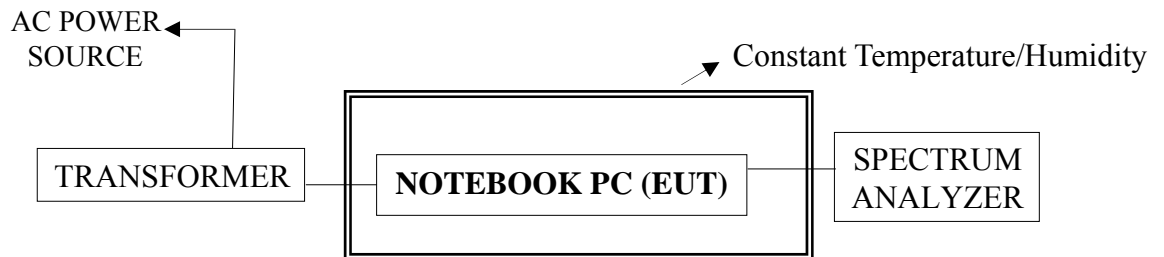 AC POWER
SOURCE
Constant Temperature/Humidity
TRANSFORMER
NOTEBOOK PC (EUT)
SPECTRUM
ANALYZER